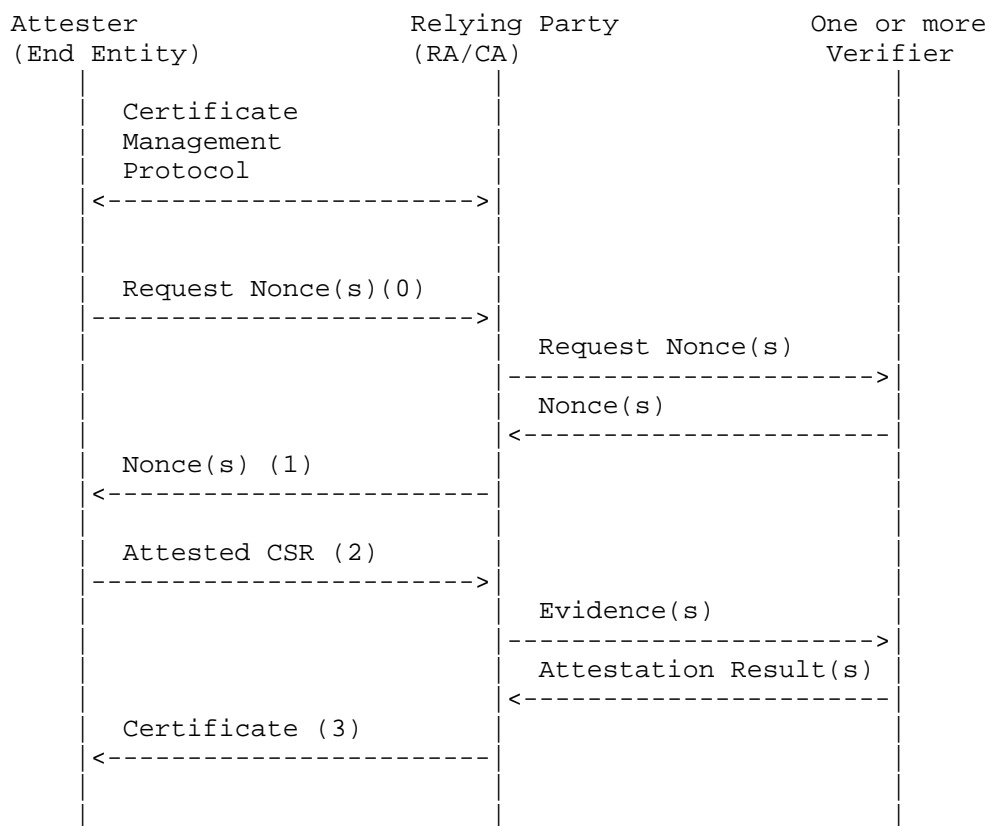 Attester Relying Party One or more
(End Entity) (RA/CA) Verifier
Certificate
Management
Protocol
Request Nonce(s)(0)
Request Nonce(s)
Nonce(s)
Nonce(s) (1)
Attested CSR (2)
Evidence(s)
Attestation Result(s)
Certificate (3)